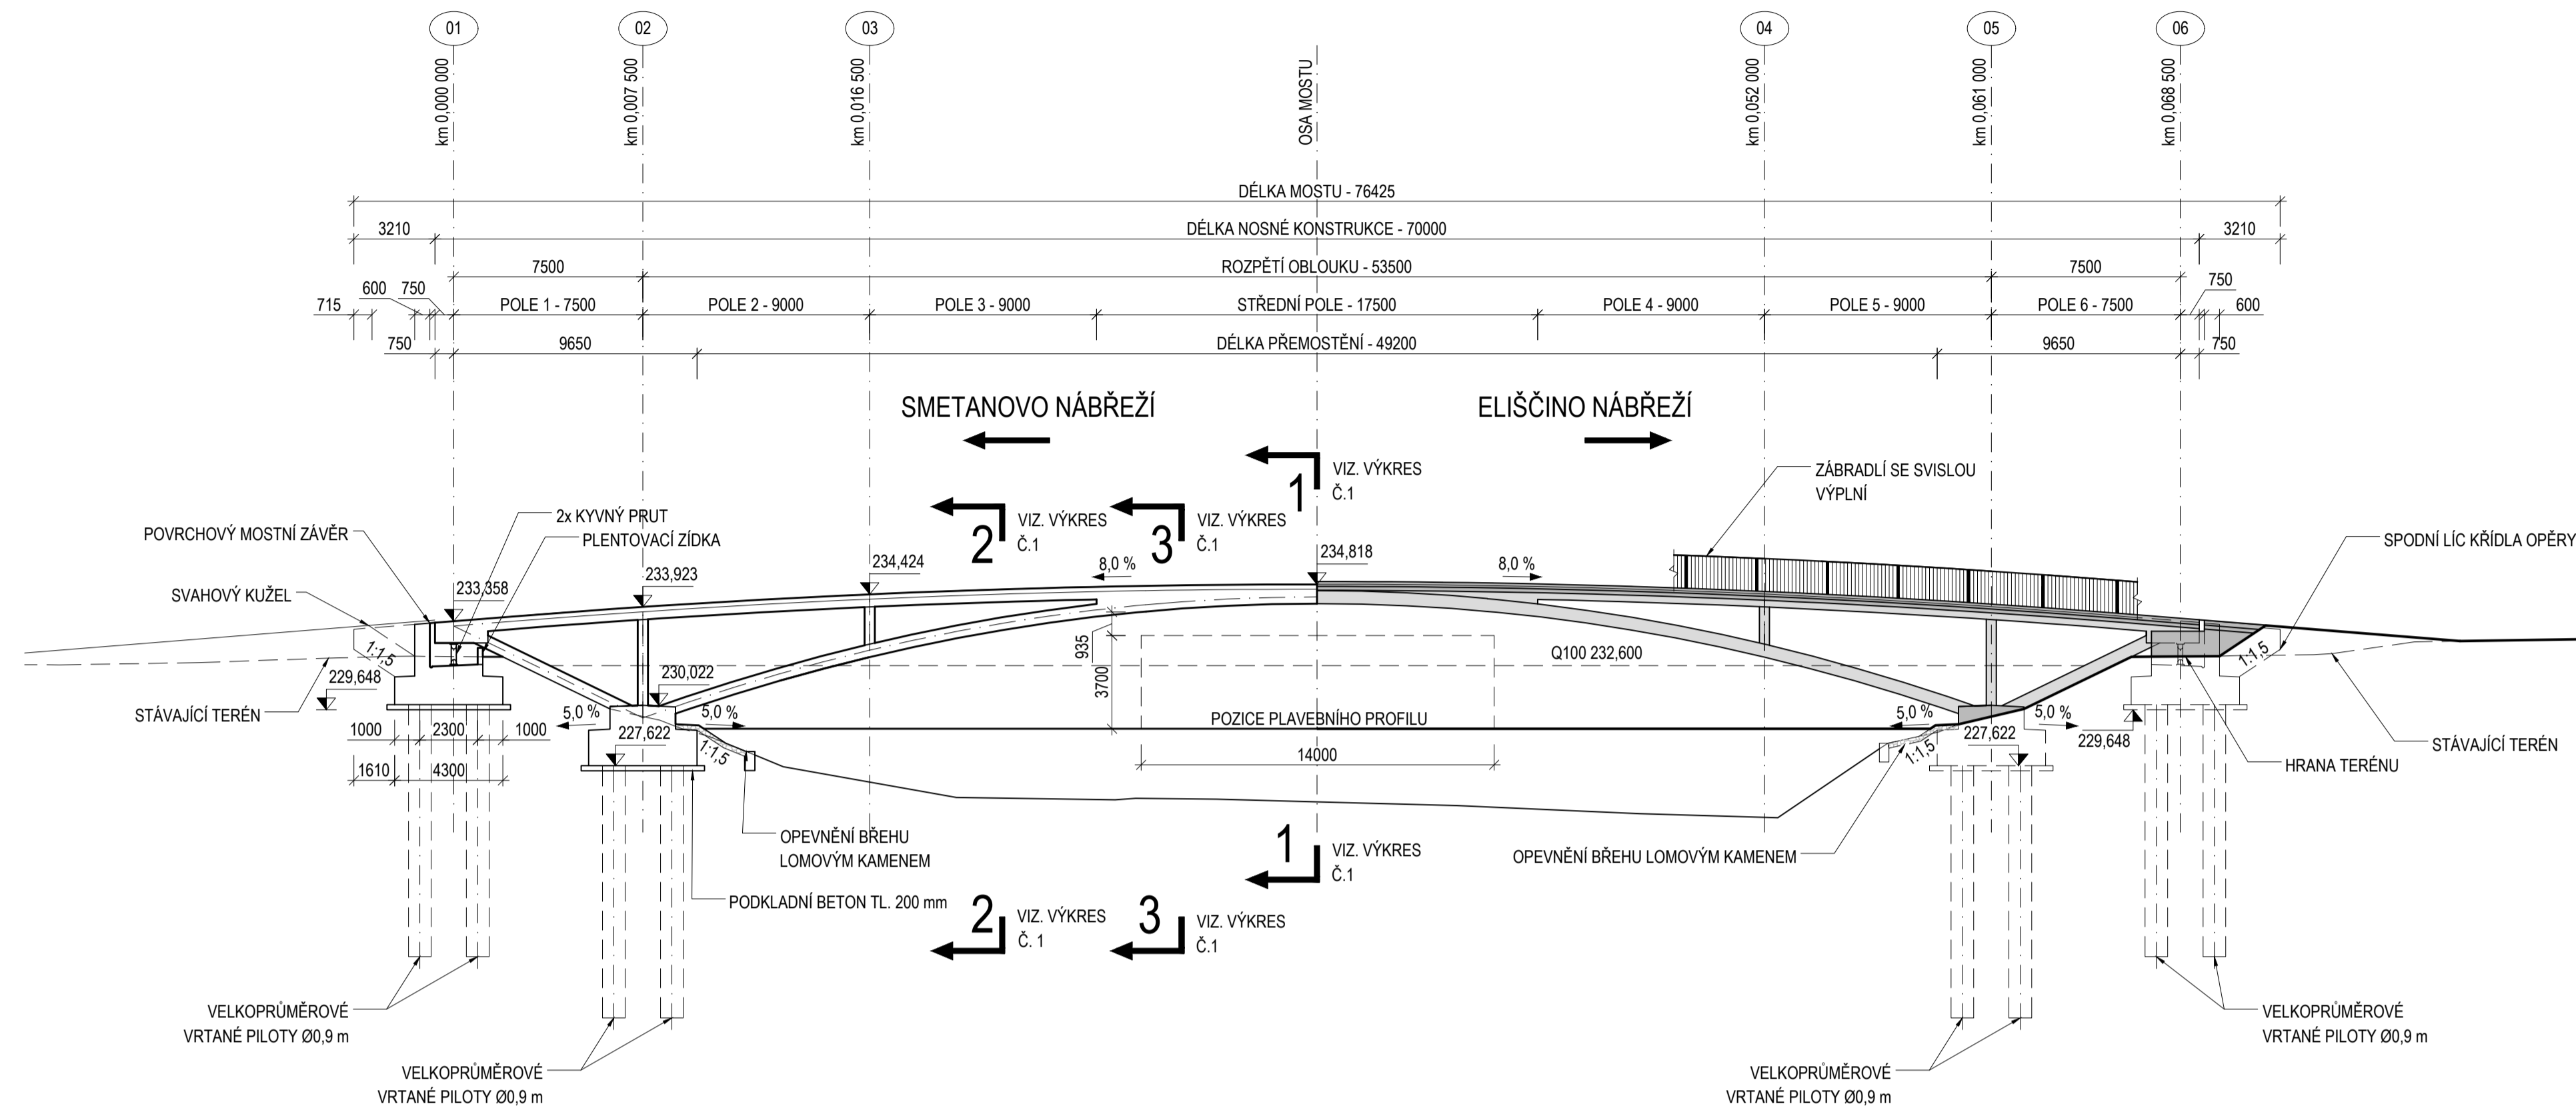 01 02 03 04 05 06
km 0,000 000
km 0,007 500
km 0,016 500
OSA MOSTU
km 0,052 000
km 0,061 000
km 0,068 500
DÉLKA MOSTU - 76425
3210 DÉLKA NOSNÉ KONSTRUKCE - 70000 3210
7500 ROZPĚTÍ OBLOUKU - 53500 7500
715 600 750 POLE 1 - 7500 POLE 2 - 9000 POLE 3 - 9000 STŘEDNÍ POLE - 17500 POLE 4 - 9000 POLE 5 - 9000 POLE 6 - 7500 750 600
750 9650 DÉLKA PŘEMOSTĚNÍ - 49200 9650 750
SMETANOVO NÁBŘEŽÍ
ELIŠČINO NÁBŘEŽÍ
1
VIZ. VÝKRES
Č.1
2
VIZ. VÝKRES
Č.1
3
VIZ. VÝKRES
Č.1
ZÁBRADLÍ SE SVISLOU
VÝPLNÍ
2x KYVNÝ PRUT
POVRCHOVÝ MOSTNÍ ZÁVĚR
PLENTOVACÍ ZÍDKA
SPODNÍ LÍC KŘÍDLA OPĚRY
SVAHOVÝ KUŽEL
233,358
233,923
234,424
8,0 %
234,818
8,0 %
1:1,5
935
3700
Q100 232,600
1:1,5
229,648
230,022
STÁVAJÍCÍ TERÉN
5,0 %
5,0 %
POZICE PLAVEBNÍHO PROFILU
5,0 %
5,0 %
1000 2300 1000
227,622
1:1,5
1:1,5
227,622
229,648
STÁVAJÍCÍ TERÉN
1610 4300
14000
HRANA TERÉNU
OPEVNĚNÍ BŘEHU
LOMOVÝM KAMENEM
1
VIZ. VÝKRES
Č.1
OPEVNĚNÍ BŘEHU LOMOVÝM KAMENEM
PODKLADNÍ BETON TL. 200 mm
2
VIZ. VÝKRES
Č. 1
3
VIZ. VÝKRES
Č.1
VELKOPRŮMĚROVÉ
VRTANÉ PILOTY Ø0,9 m
VELKOPRŮMĚROVÉ
VRTANÉ PILOTY Ø0,9 m
VELKOPRŮMĚROVÉ
VRTANÉ PILOTY Ø0,9 m
VELKOPRŮMĚROVÉ
VRTANÉ PILOTY Ø0,9 m